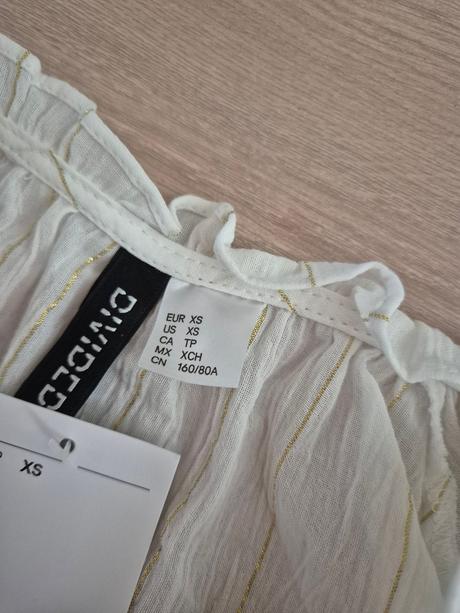 DIVIDED
EUR XS
US XS
CA TP
MX XCH
CN 160/80A
XS